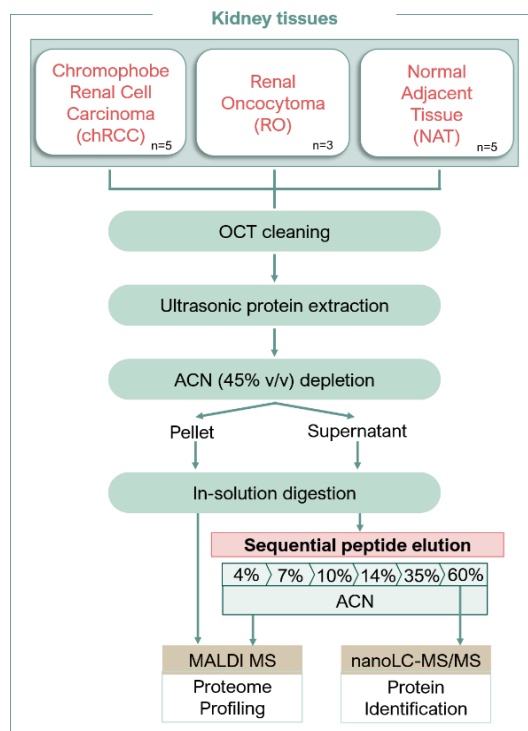 Kidney tissues
Chromophobe
Renal Cell
Carcinoma
(chRCC)
n=5
Renal
Oncocytoma
(RO)
n=3
Normal
Adjacent
Tissue
(NAT)
n=5
OCT cleaning
Ultrasonic protein extraction
ACN (45% v/v) depletion
Pellet
Supernatant
In-solution digestion
Sequential peptide elution
4% 7% 10% 14% 35% 60%
ACN
MALDI MS
Proteome
Profiling
nanoLC-MS/MS
Protein
Identification